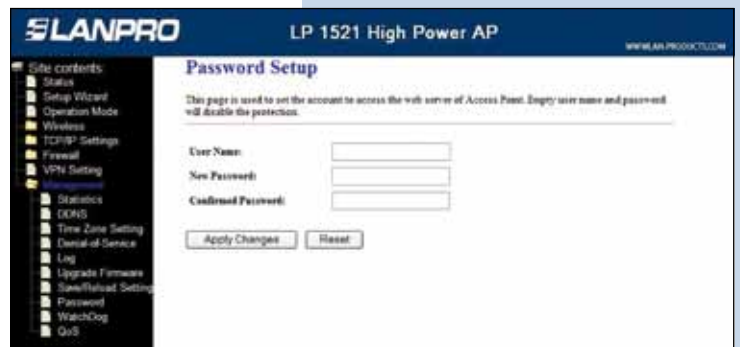 LANPRO
LP 1521 High Power AP
WWW.LAN-PRODUCTS.COM
Site contents
Status
Setup Wizard
Operation Mode
Wireless
TCP/IP Settings
Firewall
VPN Setting
Management
Statistics
DDNS
Time Zone Setting
Denial-of-Service
Log
Upgrade Firmware
Save/Reload Setting
Password
WatchDog
QoS
Password Setup
This page is used to set the account to access the web server of Access Point. Empty user name and password
will disable the protection.
User Name:
New Password:
Confirmed Password:
Apply Changes Reset